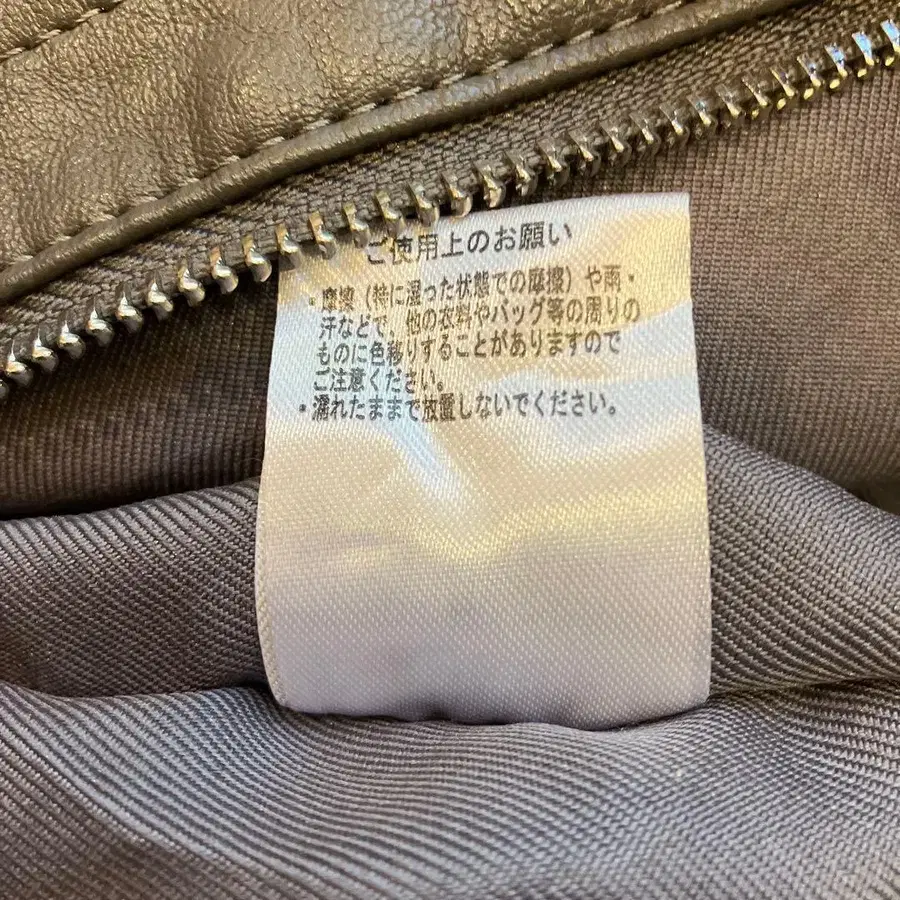 ご使用上のお願い
・摩擦（特に湿った状態での摩擦）や雨・
汗などで、他の衣料やバッグ等の周りの
ものに色移りすることがありますので
ご注意ください。
・濡れたままで放置しないでください。